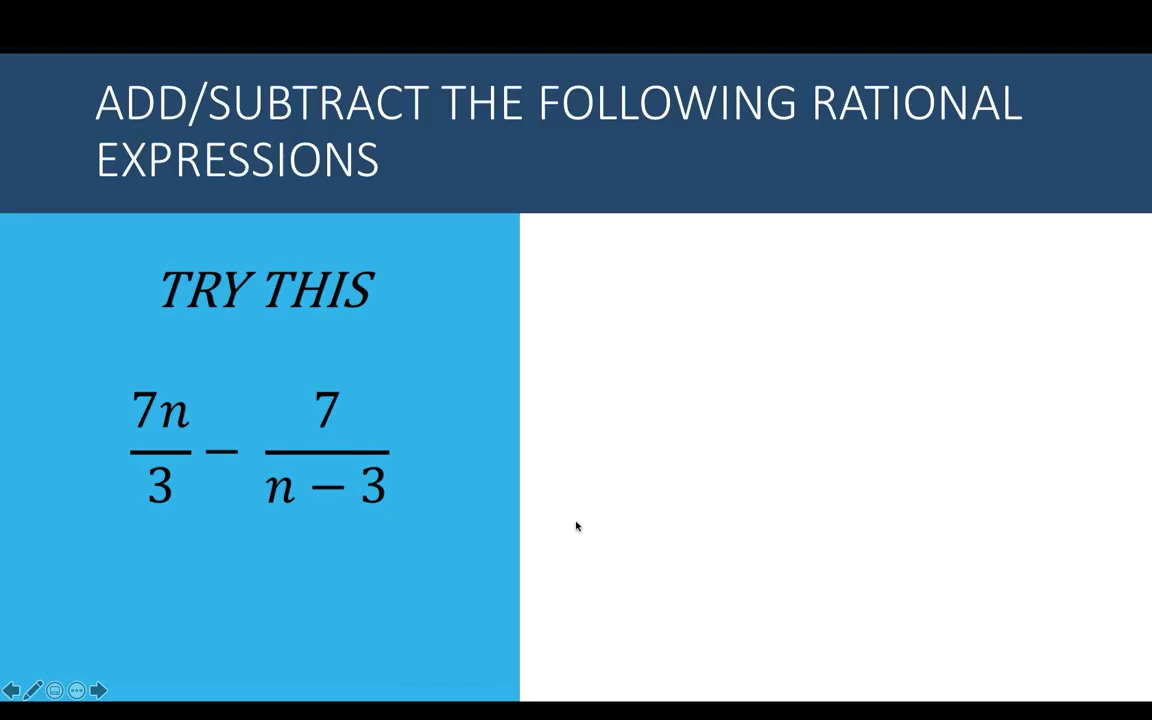 ADD/SUBTRACT THE FOLLOWING RATIONAL
EXPRESSIONS
TRY THIS
7n/3 − 7/(n − 3)